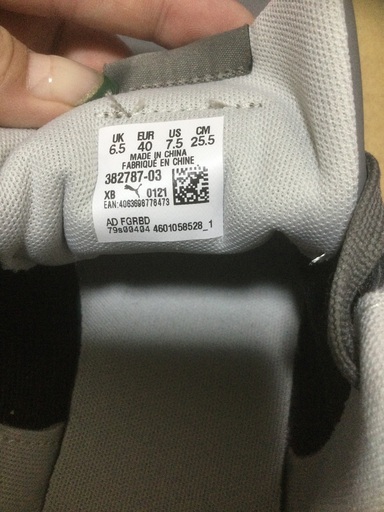 UK EUR US CM
6.5 40 7.5 25.5
MADE IN CHINA
FABRIQUÉ EN CHINE
382787-03
XB 0121
EAN:4063698778473
AD FGRBD
79s00404 4601058528_1